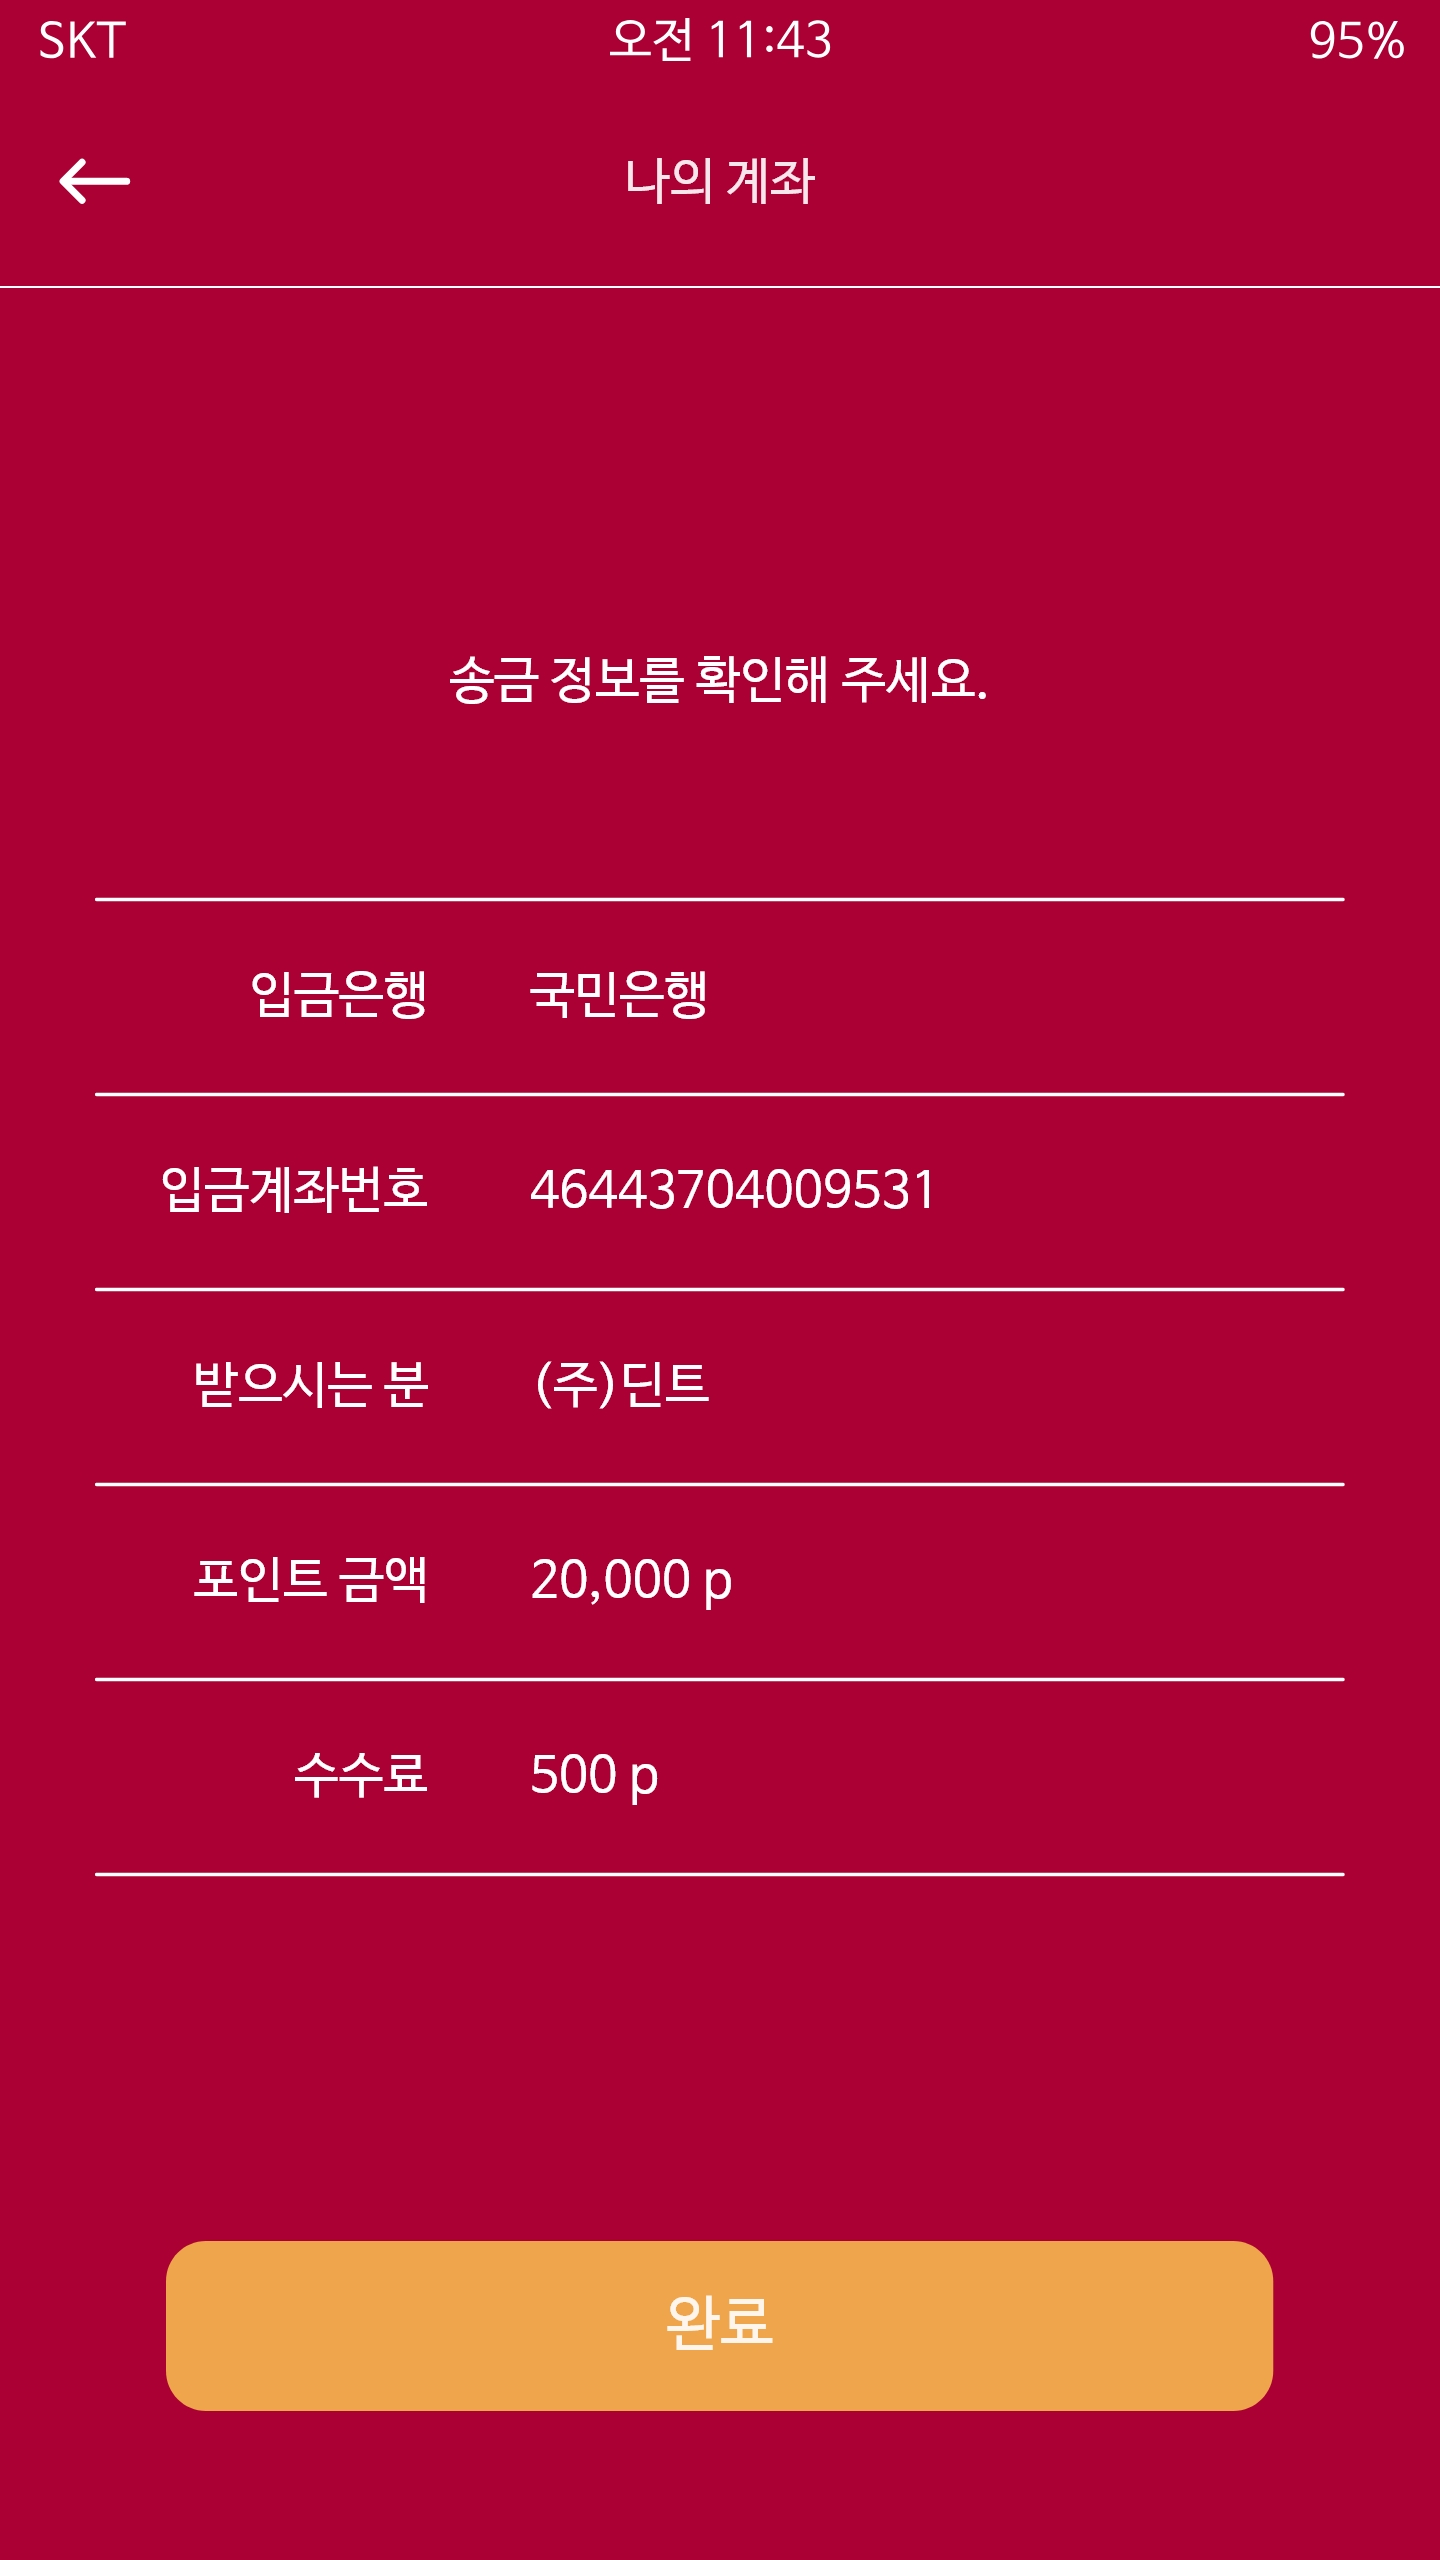 SKT 오전 11:43 95%
나의 계좌
송금 정보를 확인해 주세요.
입금은행 국민은행
입금계좌번호 46443704009531
받으시는 분 (주)딘트
포인트 금액 20,000 p
수수료 500 p
완료